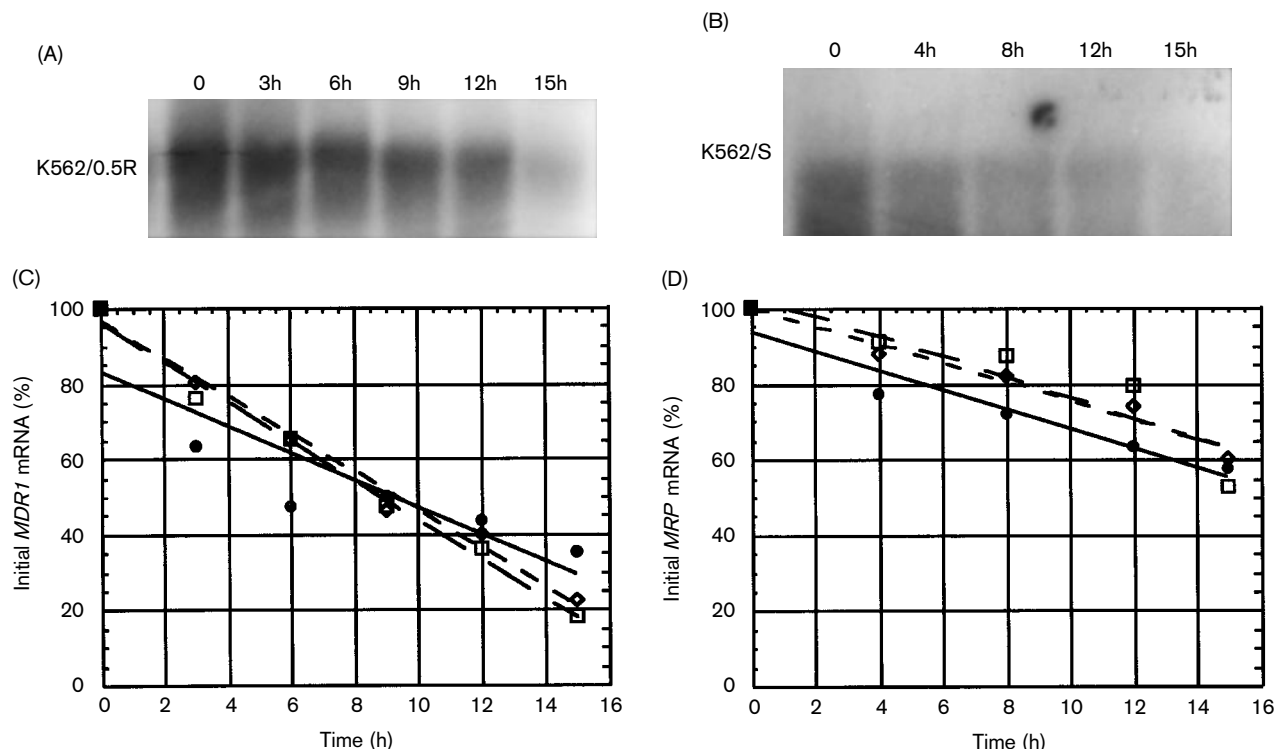 (A)
0 3h 6h 9h 12h 15h
K562/0.5R
(B)
0 4h 8h 12h 15h
K562/S
(C)
Initial MDR1 mRNA (%)
100
80
60
40
20
0
0 2 4 6 8 10 12 14 16
Time (h)
(D)
Initial MRP mRNA (%)
100
80
60
40
20
0
0 2 4 6 8 10 12 14 16
Time (h)